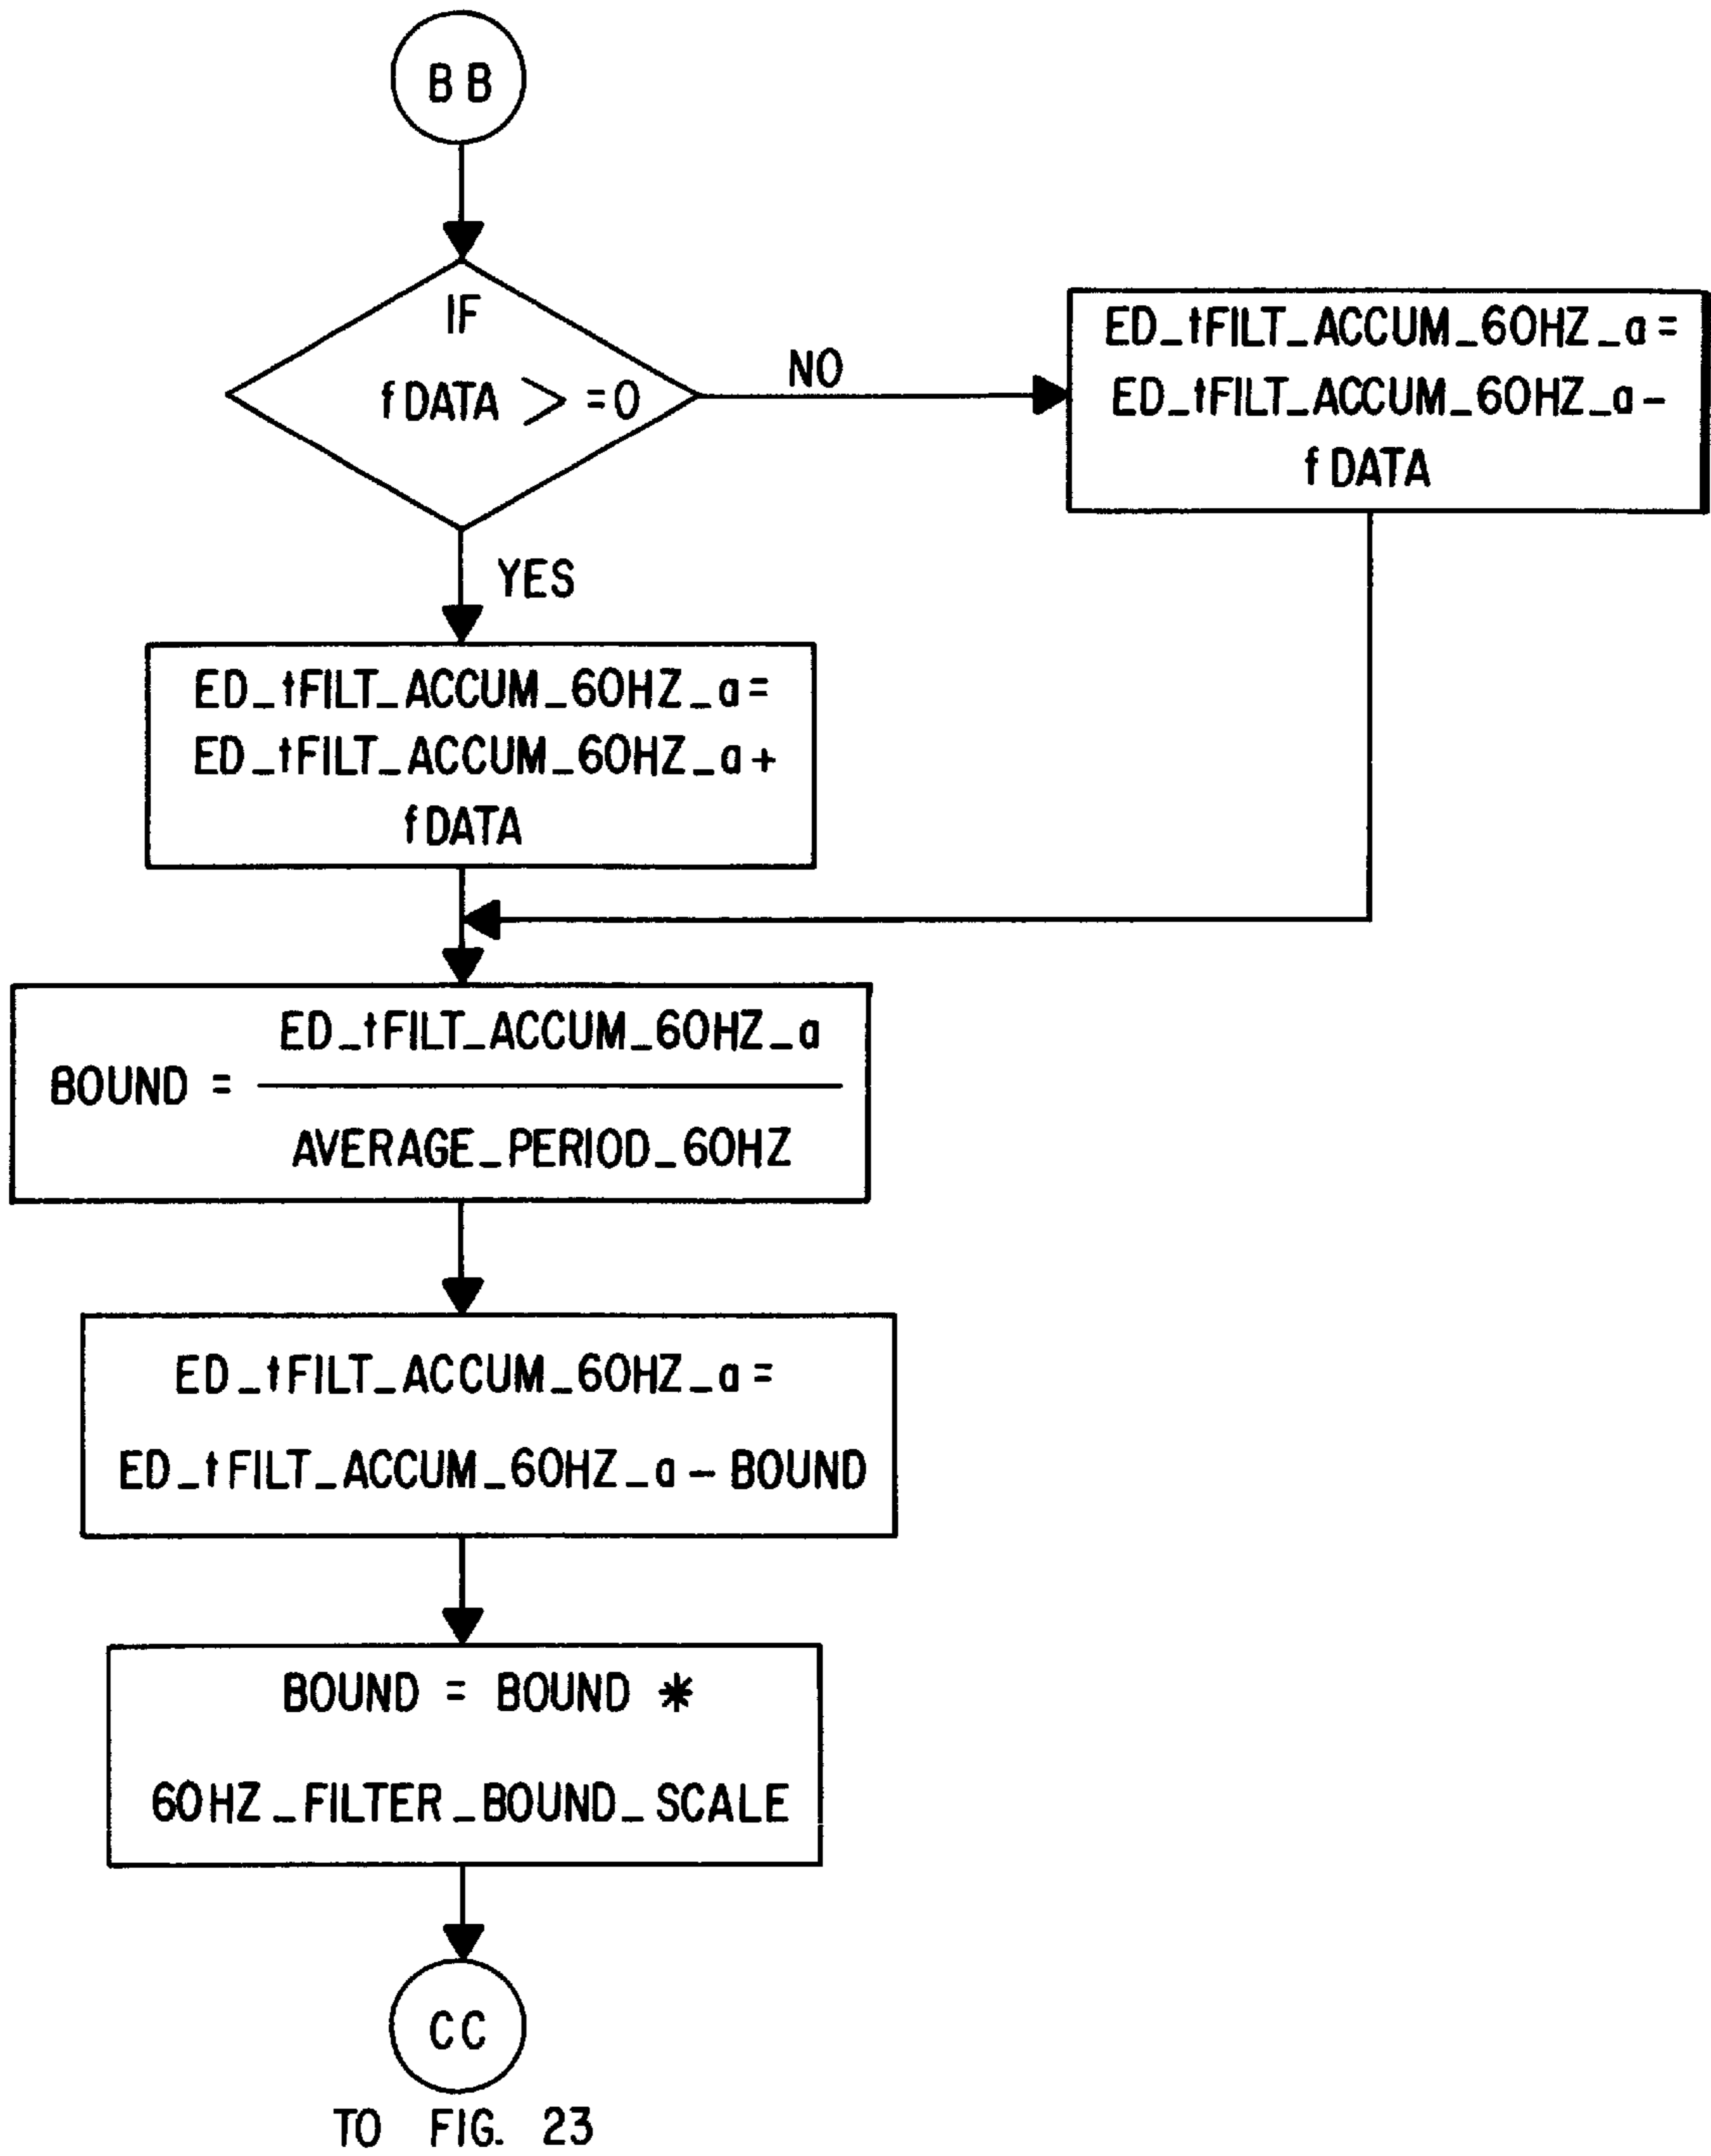 BB
IF
fDATA >=0
NO
ED_tFILT_ACCUM_60HZ_a=
ED_tFILT_ACCUM_60HZ_a-
fDATA
YES
ED_tFILT_ACCUM_60HZ_a=
ED_tFILT_ACCUM_60HZ_a+
fDATA
ED_tFILT_ACCUM_60HZ_a
BOUND =
AVERAGE_PERIOD_60HZ
ED_tFILT_ACCUM_60HZ_a=
ED_tFILT_ACCUM_60HZ_a - BOUND
BOUND = BOUND *
60HZ_FILTER_BOUND_SCALE
CC
TO FIG. 23